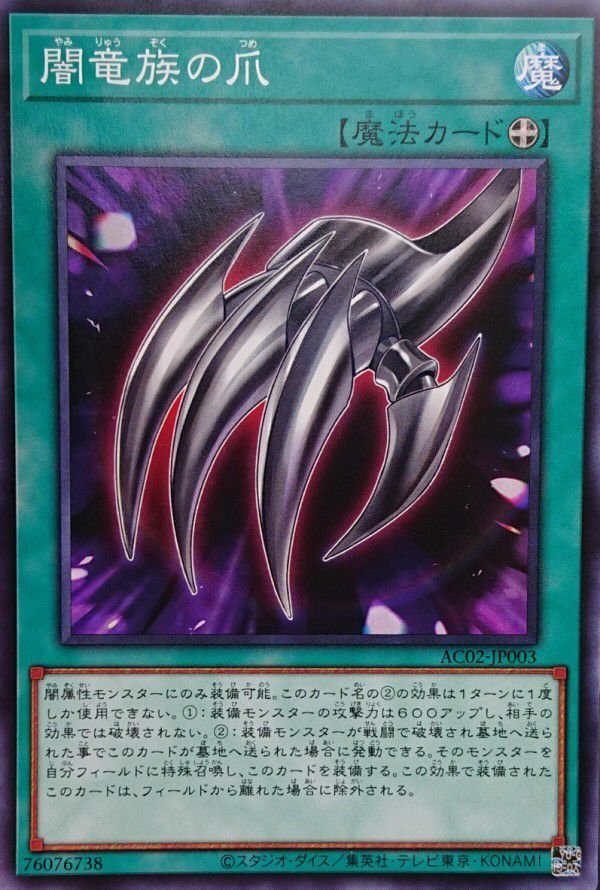 闇竜族の爪
魔
【魔法カード】
AC02-JP003
闇属性モンスターにのみ装備可能。このカード名の②の効果は1ターンに1度
しか使用できない。①:装備モンスターの攻撃力は600アップし、相手の
効果では破壊されない。②:装備モンスターが戦闘で破壊され墓地へ送ら
れた事でこのカードが墓地へ送られた場合に発動できる。そのモンスターを
自分フィールドに特殊召喚し、このカードを装備する。この効果で装備された
このカードは、フィールドから離れた場合に除外される。
76076738
©スタジオ・ダイス/集英社・テレビ東京・KONAMI